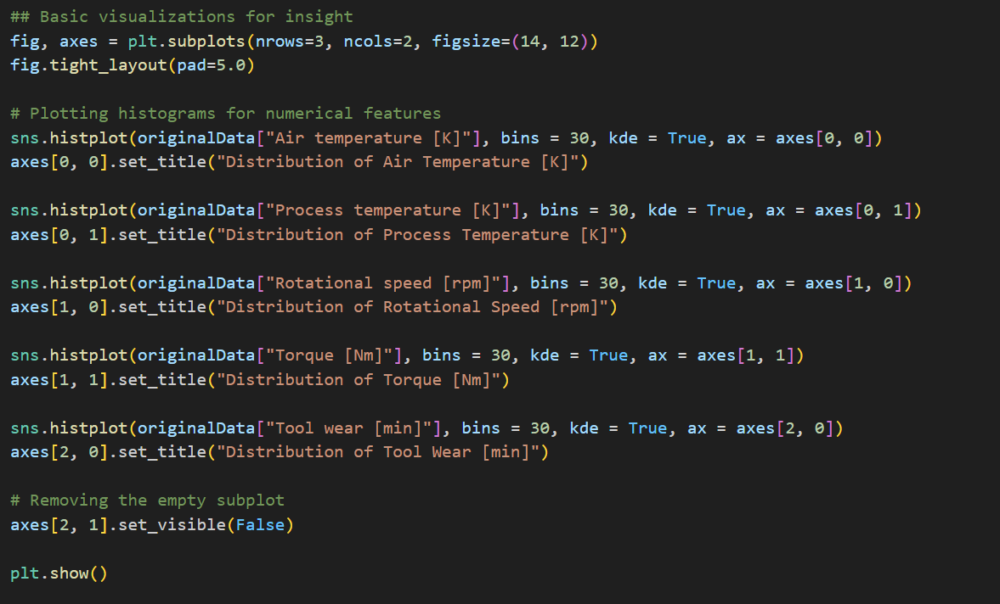 ## Basic visualizations for insight
fig, axes = plt.subplots(nrows=3, ncols=2, figsize=(14, 12))
fig.tight_layout(pad=5.0)

# Plotting histograms for numerical features
sns.histplot(originalData["Air temperature [K]"], bins = 30, kde = True, ax = axes[0, 0])
axes[0, 0].set_title("Distribution of Air Temperature [K]")

sns.histplot(originalData["Process temperature [K]"], bins = 30, kde = True, ax = axes[0, 1])
axes[0, 1].set_title("Distribution of Process Temperature [K]")

sns.histplot(originalData["Rotational speed [rpm]"], bins = 30, kde = True, ax = axes[1, 0])
axes[1, 0].set_title("Distribution of Rotational Speed [rpm]")

sns.histplot(originalData["Torque [Nm]"], bins = 30, kde = True, ax = axes[1, 1])
axes[1, 1].set_title("Distribution of Torque [Nm]")

sns.histplot(originalData["Tool wear [min]"], bins = 30, kde = True, ax = axes[2, 0])
axes[2, 0].set_title("Distribution of Tool Wear [min]")

# Removing the empty subplot
axes[2, 1].set_visible(False)

plt.show()